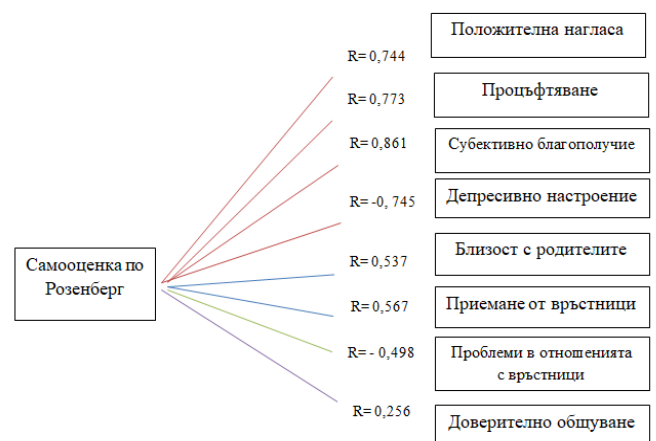 Положителна нагласа
R= 0,744
Процъфтяване
R= 0,773
Субективно благополучие
R= 0,861
Депресивно настроение
R= -0, 745
Близост с родителите
R= 0,537
Самооценка по
Розенберг
Приемане от връстници
R= 0,567
Проблеми в отношенията
с връстници
R= - 0,498
Доверително общуване
R= 0,256